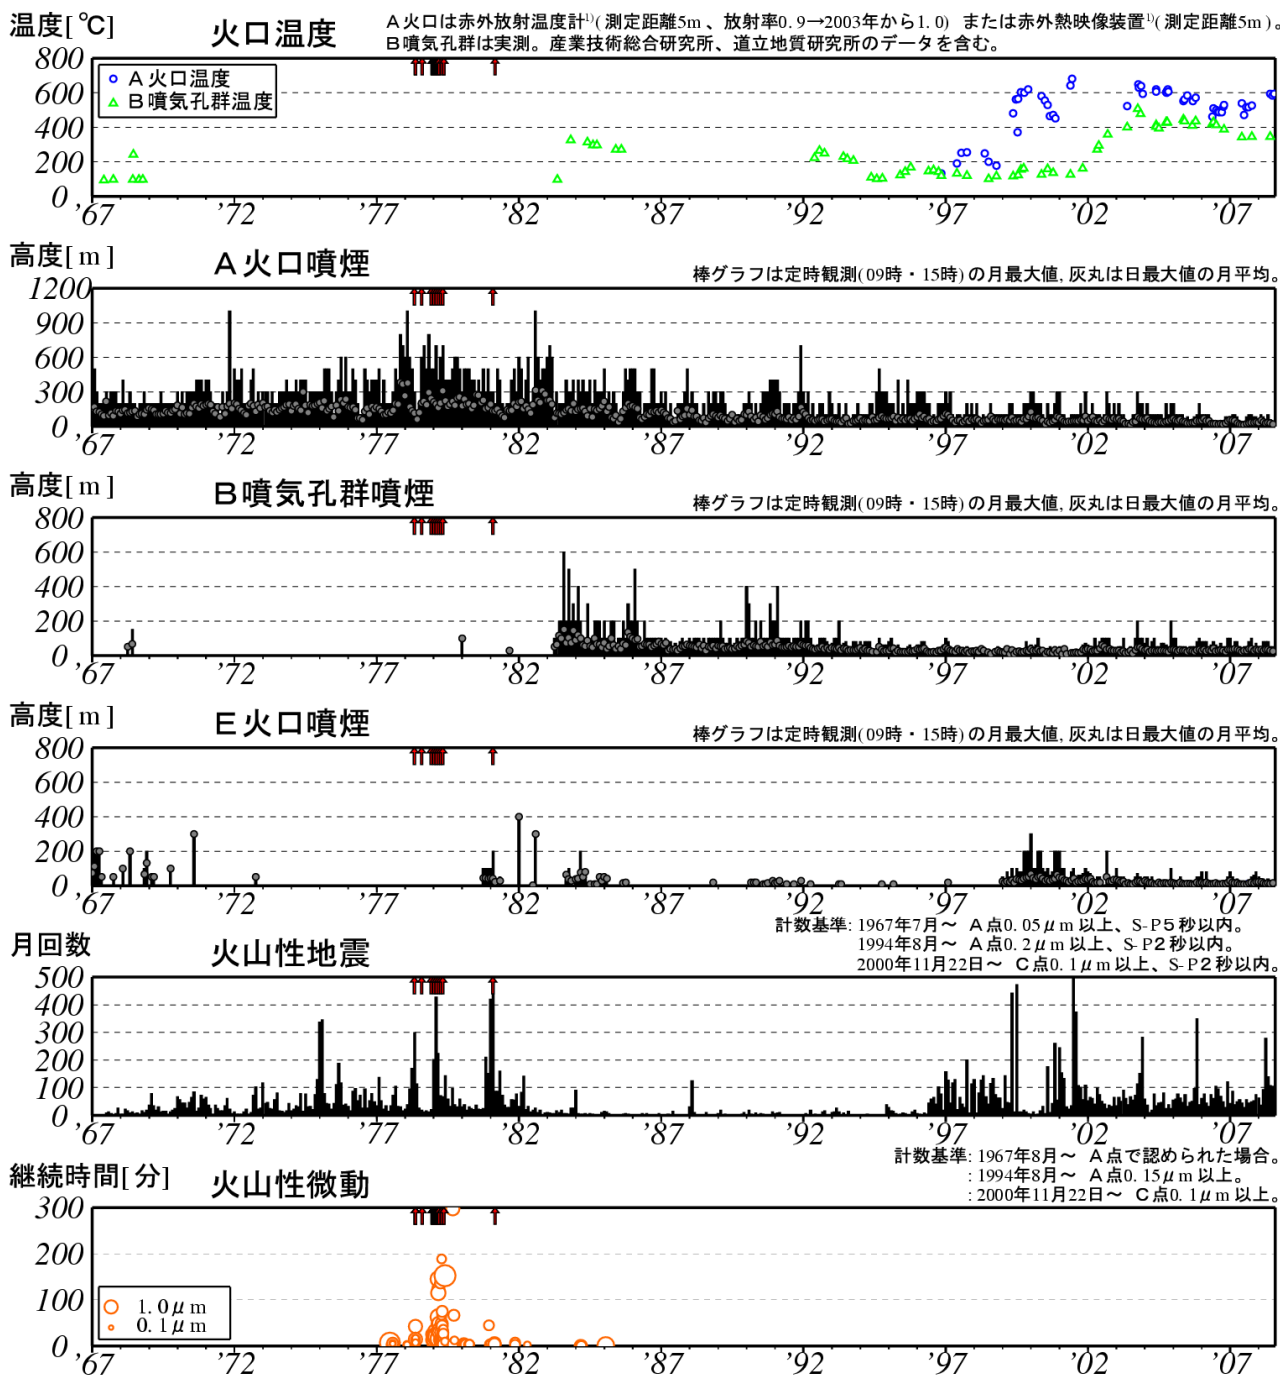 温度[℃]
火口温度
A火口は赤外放射温度計¹⁾(測定距離5m、放射率0.9→2003年から1.0) または赤外熱映像装置¹⁾(測定距離5m)。
B噴気孔群は実測。産業技術総合研究所、道立地質研究所のデータを含む。
800
A火口温度
B噴気孔群温度
600
400
200
0
'67 '72 '77 '82 '87 '92 '97 '02 '07
高度[m]
A火口噴煙
棒グラフは定時観測(09時・15時)の月最大値,灰丸は日最大値の月平均。
1200
900
600
300
0
'67 '72 '77 '82 '87 '92 '97 '02 '07
高度[m]
B噴気孔群噴煙
棒グラフは定時観測(09時・15時)の月最大値,灰丸は日最大値の月平均。
800
600
400
200
0
'67 '72 '77 '82 '87 '92 '97 '02 '07
高度[m]
E火口噴煙
棒グラフは定時観測(09時・15時)の月最大値,灰丸は日最大値の月平均。
800
600
400
200
0
'67 '72 '77 '82 '87 '92 '97 '02 '07
月回数
火山性地震
計数基準: 1967年7月～ A点0.05μm以上、S-P5秒以内。
1994年8月～ A点0.2μm以上、S-P2秒以内。
2000年11月22日～ C点0.1μm以上、S-P2秒以内。
500
400
300
200
100
0
'67 '72 '77 '82 '87 '92 '97 '02 '07
継続時間[分]
火山性微動
計数基準: 1967年8月～ A点で認められた場合。
: 1994年8月～ A点0.15μm以上。
: 2000年11月22日～ C点0.1μm以上。
300
200
100
0
1.0μm
0.1μm
'67 '72 '77 '82 '87 '92 '97 '02 '07